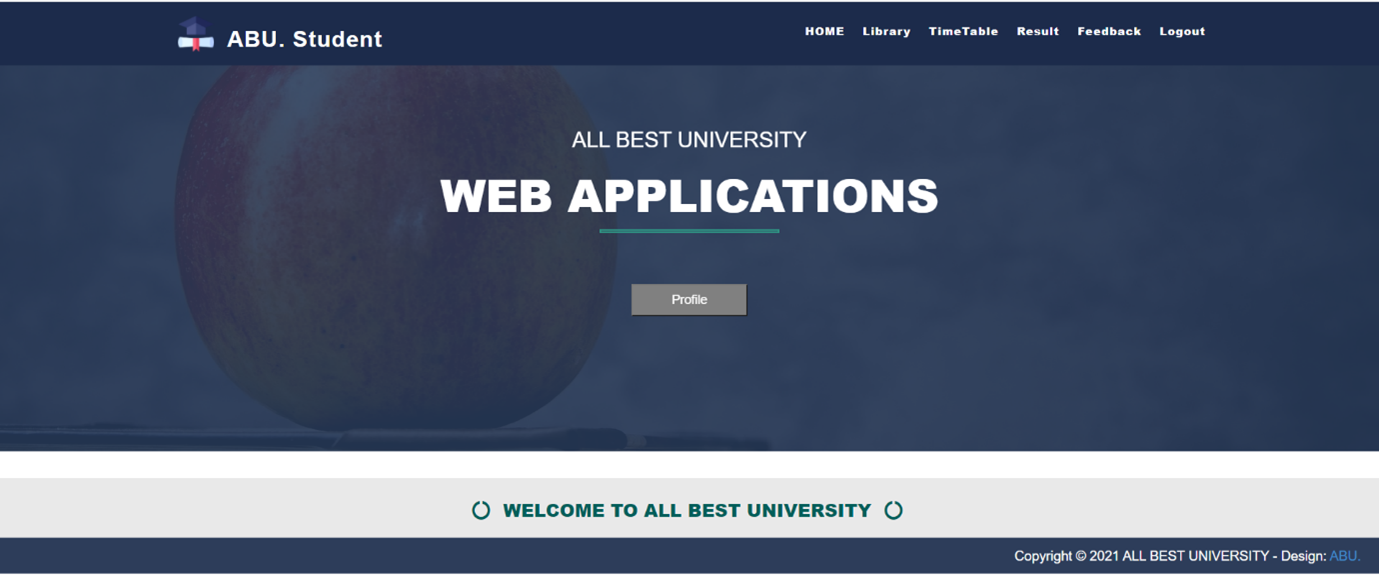 ABU. Student
HOME Library TimeTable Result Feedback Logout
ALL BEST UNIVERSITY
WEB APPLICATIONS
Profile
WELCOME TO ALL BEST UNIVERSITY
Copyright © 2021 ALL BEST UNIVERSITY - Design: ABU.